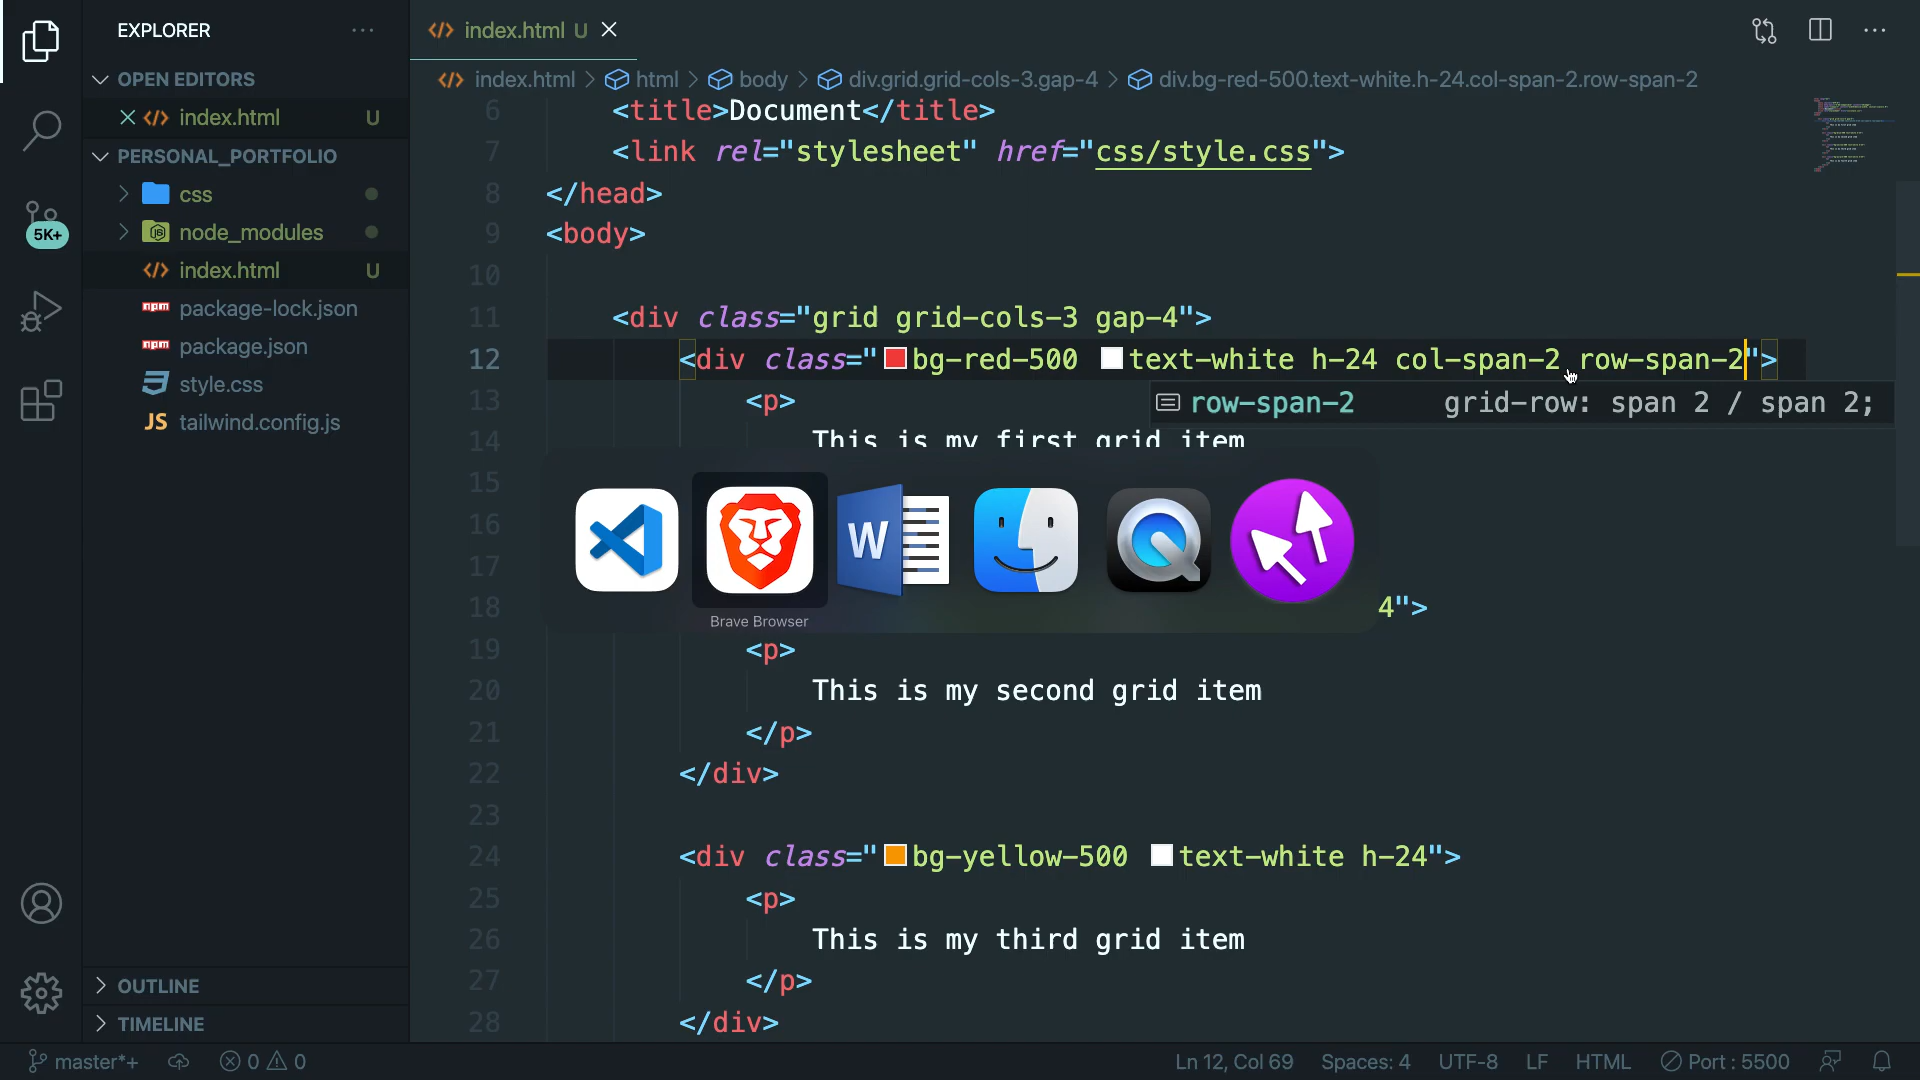 EXPLORER
OPEN EDITORS
index.html U
PERSONAL_PORTFOLIO
css
node_modules
index.html U
package-lock.json
package.json
style.css
JS tailwind.config.js
OUTLINE
TIMELINE
5K+
index.html U
index.html > html > body > div.grid.grid-cols-3.gap-4 > div.bg-red-500.text-white.h-24.col-span-2.row-span-2
6 <title>Document</title>
7 <link rel="stylesheet" href="css/style.css">
8 </head>
9 <body>
10
11 <div class="grid grid-cols-3 gap-4">
12 <div class="bg-red-500 text-white h-24 col-span-2 row-span-2">
row-span-2 grid-row: span 2 / span 2;
13 <p>
14 This is my first grid item
15
16
17
18 4">
W
Brave Browser
19 <p>
20 This is my second grid item
21 </p>
22 </div>
23
24 <div class="bg-yellow-500 text-white h-24">
25 <p>
26 This is my third grid item
27 </p>
28 </div>
master*+ 0 0 Ln 12, Col 69 Spaces: 4 UTF-8 LF HTML Port : 5500